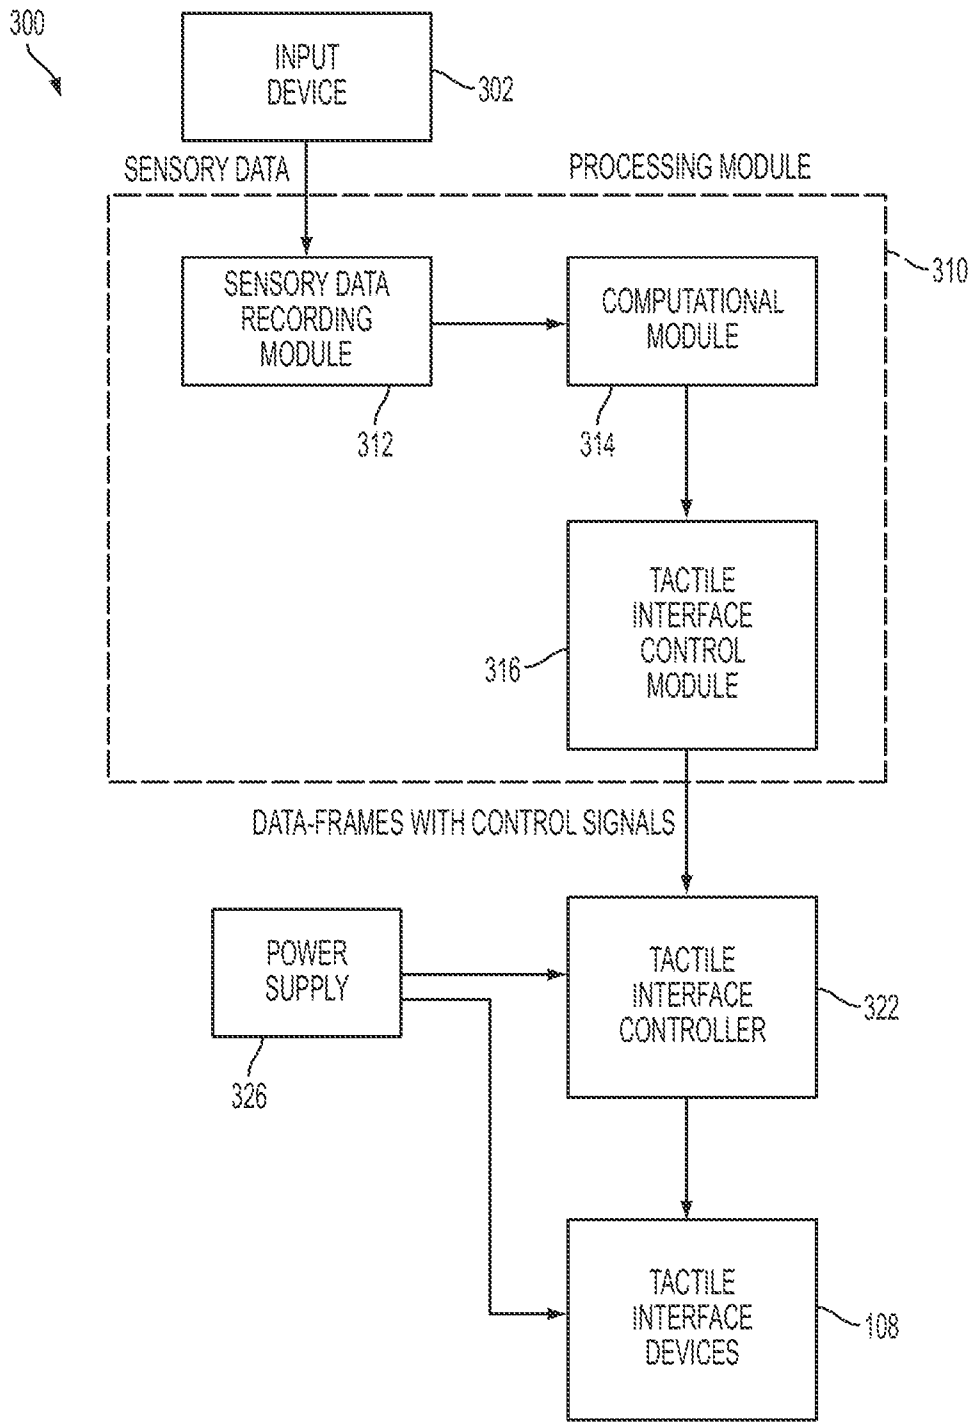 300
INPUT
DEVICE
302
SENSORY DATA
PROCESSING MODULE
310
SENSORY DATA
RECORDING
MODULE
312
COMPUTATIONAL
MODULE
314
TACTILE
INTERFACE
CONTROL
MODULE
316
DATA-FRAMES WITH CONTROL SIGNALS
POWER
SUPPLY
326
TACTILE
INTERFACE
CONTROLLER
322
TACTILE
INTERFACE
DEVICES
108